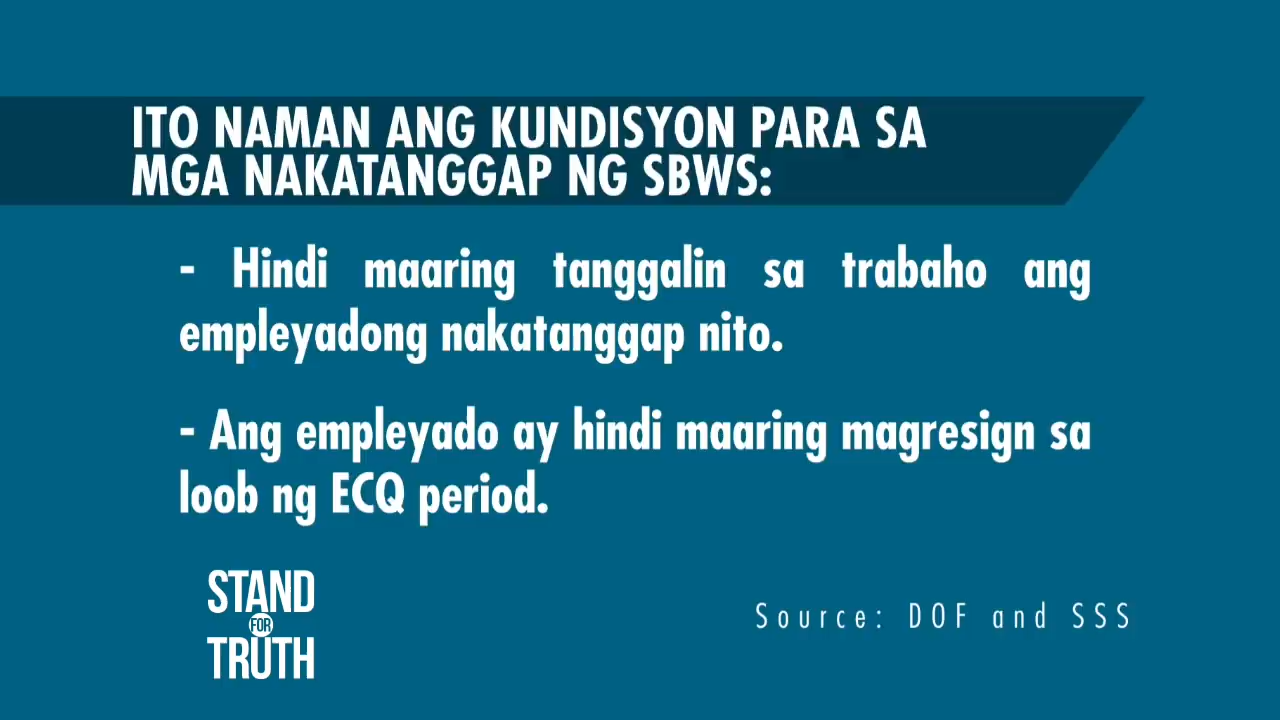 ITO NAMAN ANG KUNDISYON PARA SA
MGA NAKATANGGAP NG SBWS:
- Hindi maaring tanggalin sa trabaho ang
empleyadong nakatanggap nito.
- Ang empleyado ay hindi maaring magresign sa
loob ng ECQ period.
STAND
FOR
TRUTH
Source: DOF and SSS